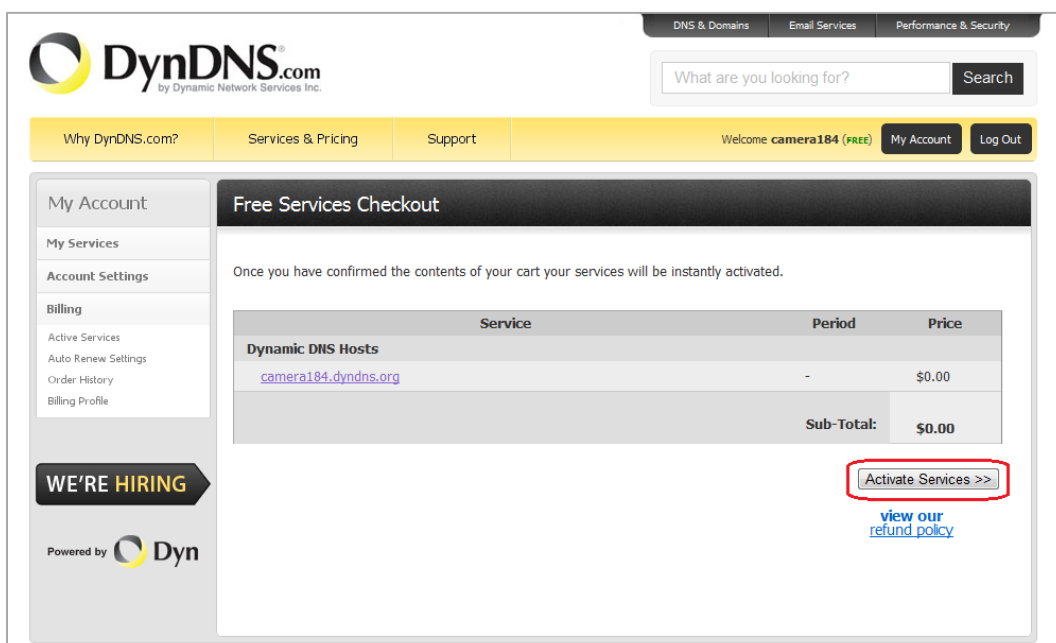 DNS & Domains Email Services Performance & Security
DynDNS®.com
by Dynamic Network Services Inc.
What are you looking for? Search
Why DynDNS.com? Services & Pricing Support Welcome camera184 (FREE) My Account Log Out
My Account
Free Services Checkout
My Services
Account Settings
Billing
Active Services
Auto Renew Settings
Order History
Billing Profile
Once you have confirmed the contents of your cart your services will be instantly activated.
Service Period Price
Dynamic DNS Hosts
camera184.dyndns.org - $0.00
Sub-Total: $0.00
Activate Services >>
view our
refund policy
WE'RE HIRING
Powered by Dyn